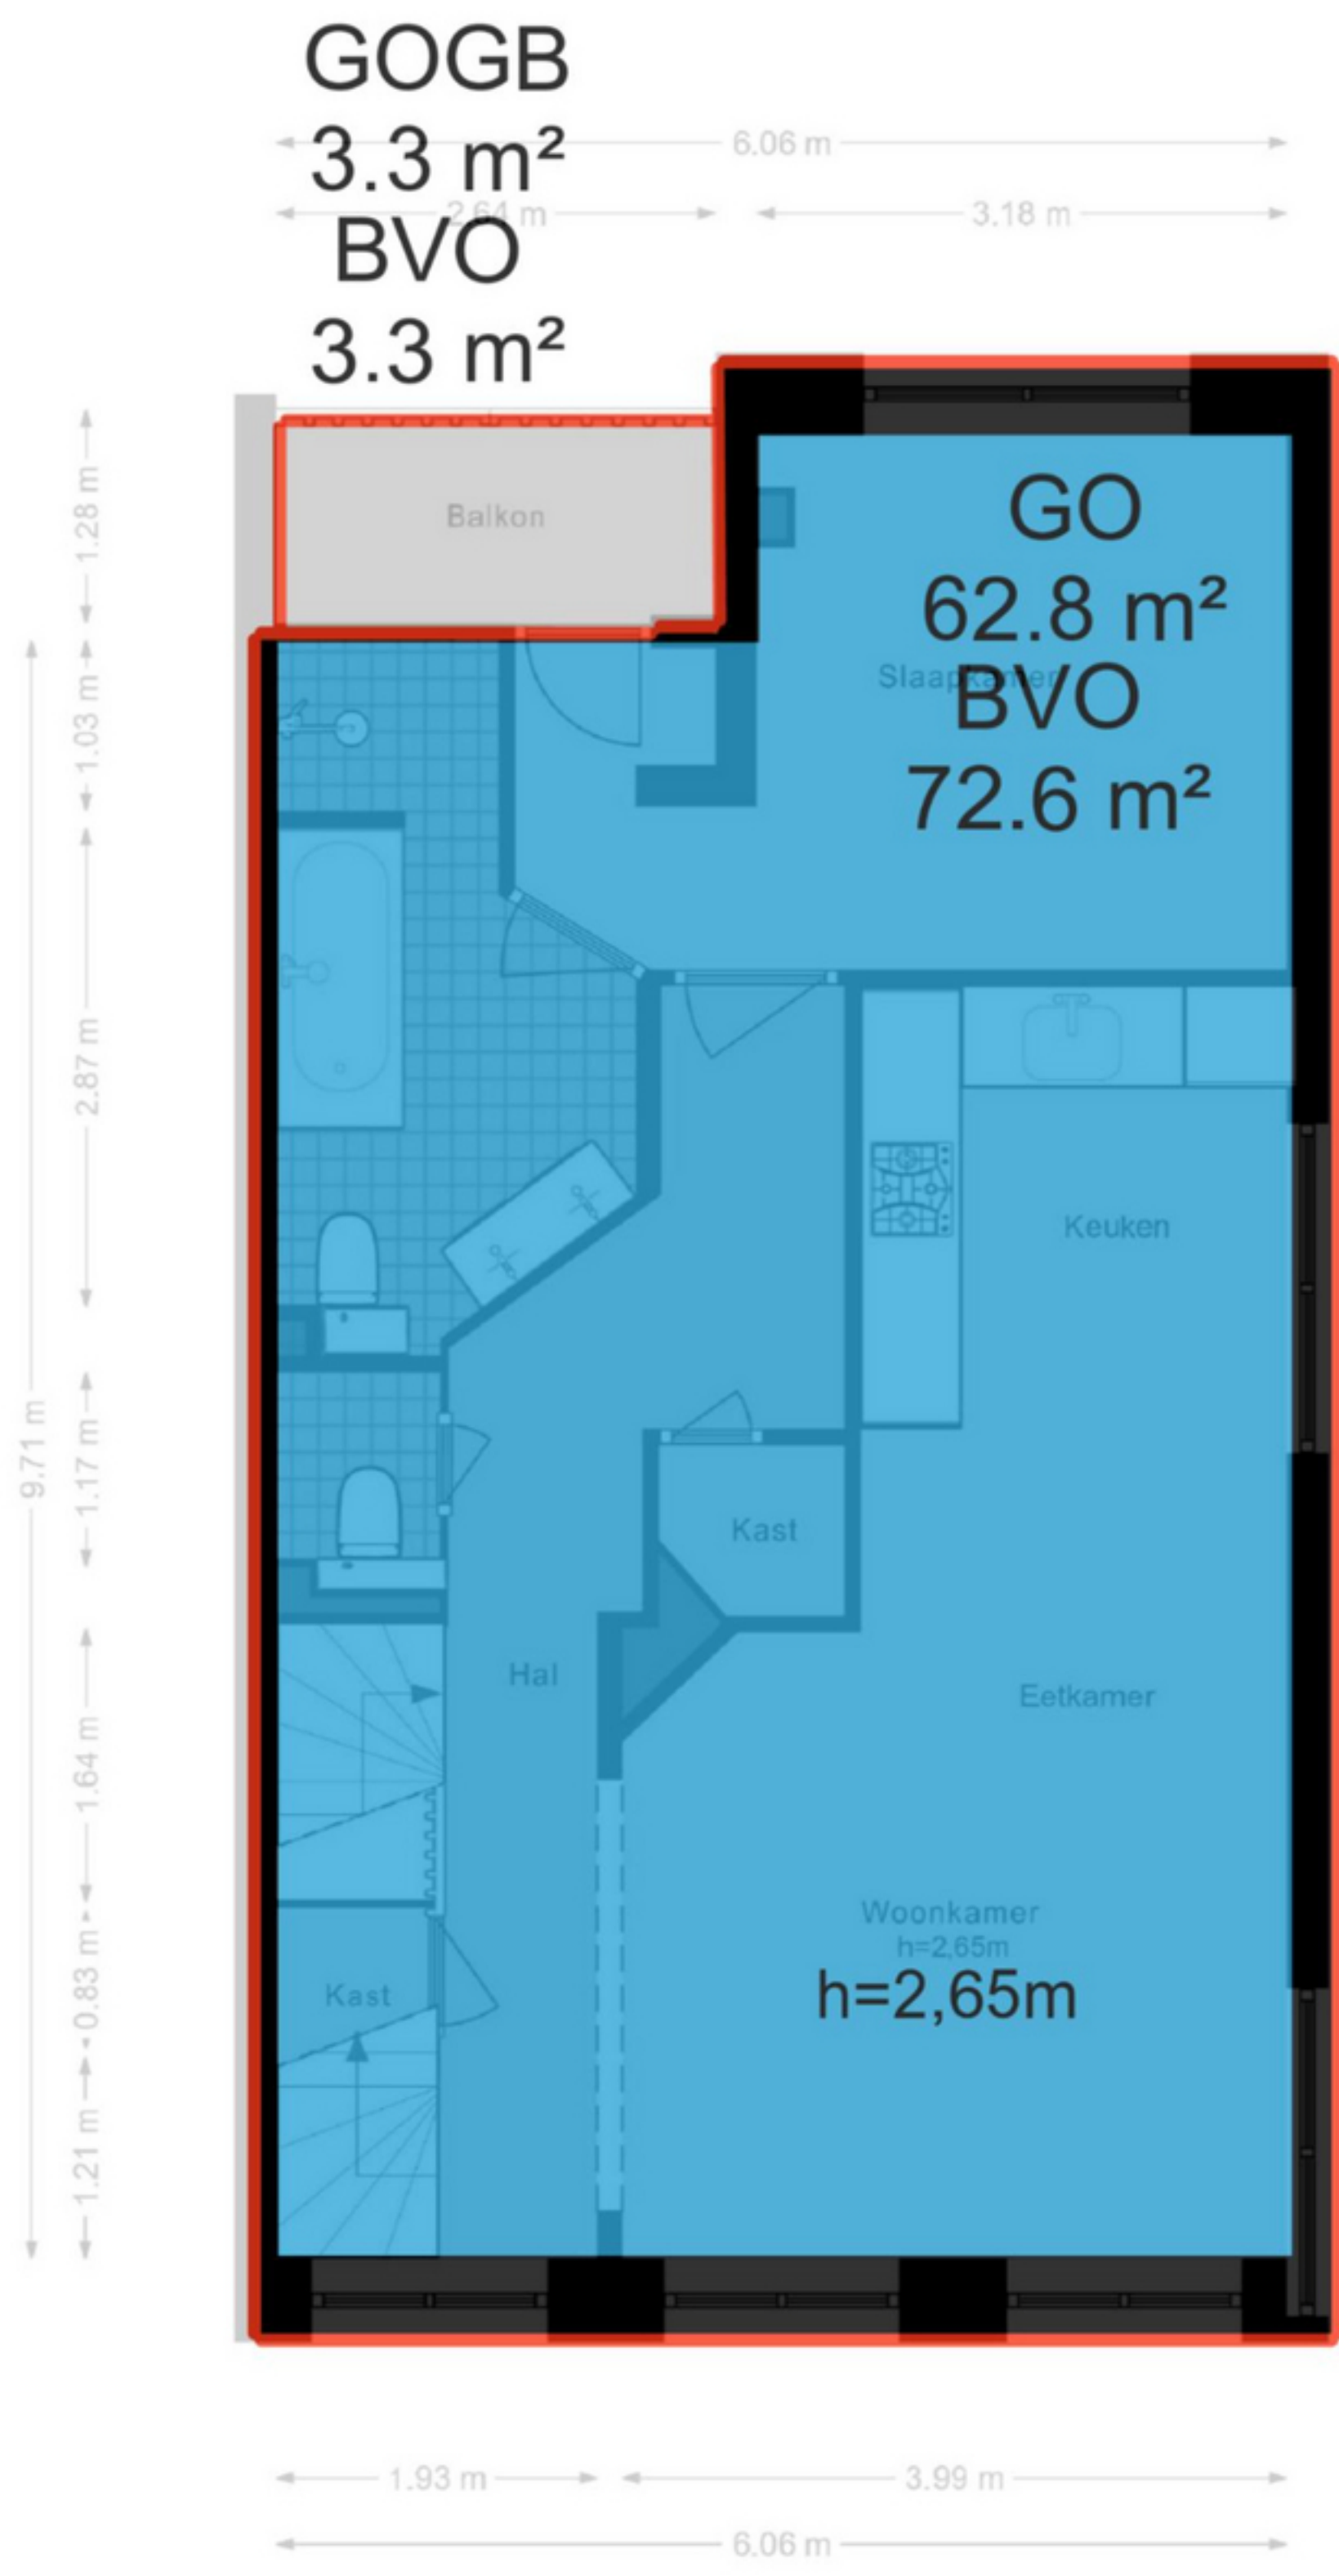 GOGB
3.3 m²
6.06 m
2.64 m
3.18 m
BVO
3.3 m²
1.28 m
Balkon
GO
62.8 m²
Slaapkamer
BVO
72.6 m²
1.03 m
2.87 m
Keuken
9.71 m
1.17 m
Kast
Hal
Eetkamer
1.64 m
Woonkamer
h=2,65m
h=2,65m
Kast
0.83 m
1.21 m
1.93 m
3.99 m
6.06 m